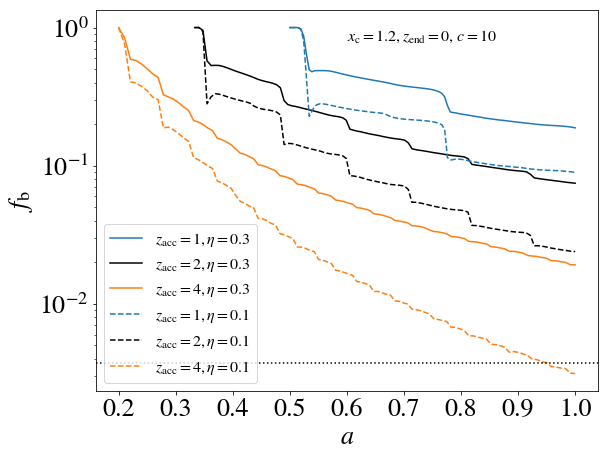 10⁰
x_c = 1.2, z_end = 0, c = 10
10⁻¹
f_b
10⁻²
z_acc = 1, η = 0.3
z_acc = 2, η = 0.3
z_acc = 4, η = 0.3
z_acc = 1, η = 0.1
z_acc = 2, η = 0.1
z_acc = 4, η = 0.1
0.2 0.3 0.4 0.5 0.6 0.7 0.8 0.9 1.0
a